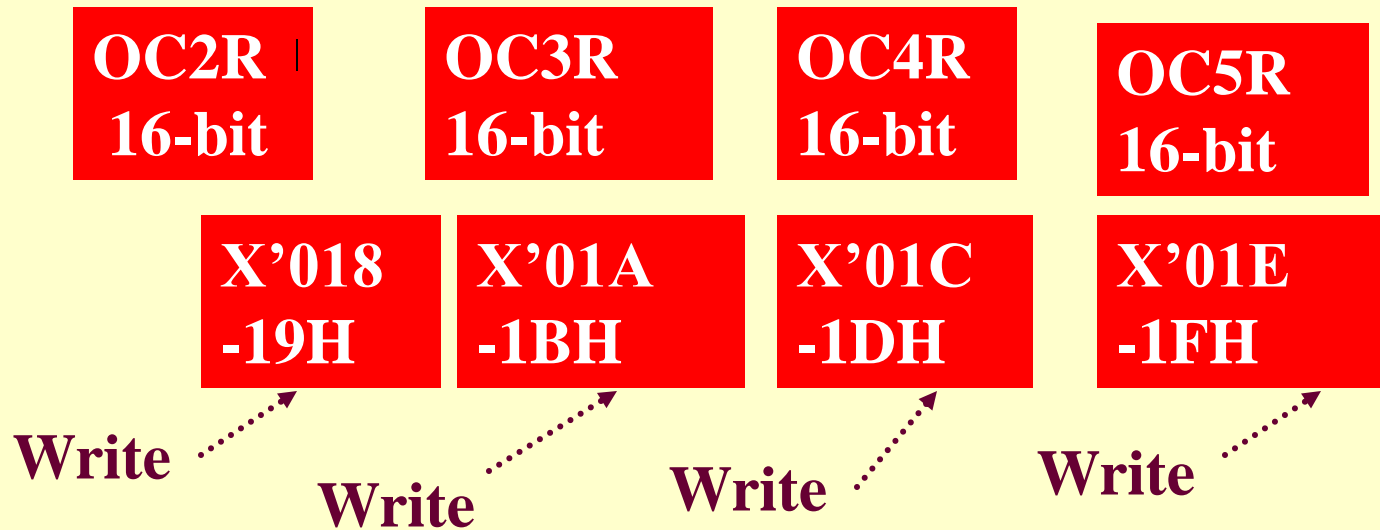 OC2R
16-bit
OC3R
16-bit
OC4R
16-bit
OC5R
16-bit
X’018
-19H
X’01A
-1BH
X’01C
-1DH
X’01E
-1FH
Write
Write
Write
Write